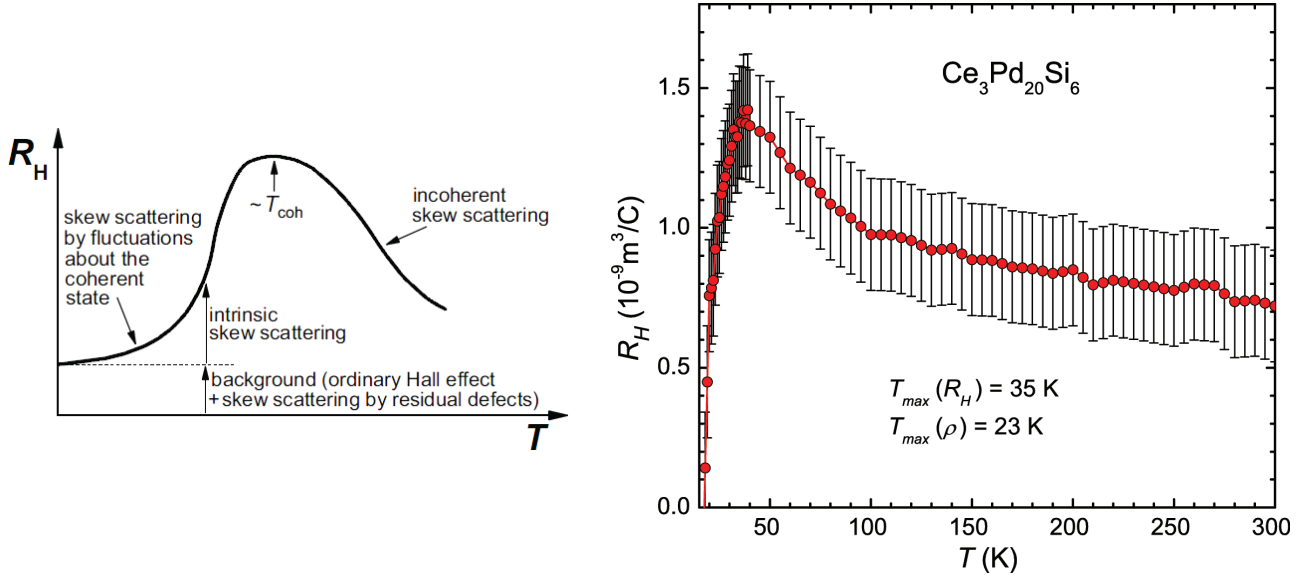 R_H
~ T_coh
incoherent
skew scattering
skew scattering
by fluctuations
about the
coherent
state
intrinsic
skew scattering
background (ordinary Hall effect
+skew scattering by residual defects)
T
Ce₃Pd₂₀Si₆
1.5
1.0
0.5
0.0
R_H (10⁻⁹m³/C)
T_max (R_H) = 35 K
T_max (ρ) = 23 K
50 100 150 200 250 300
T (K)